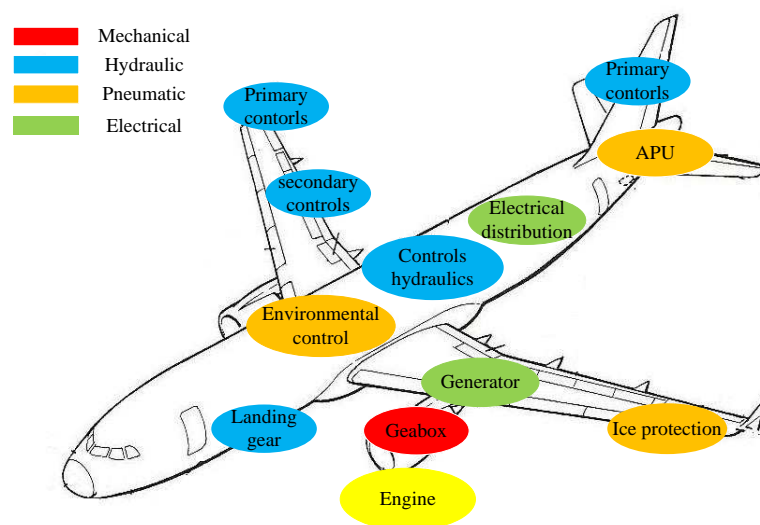 Mechanical
Hydraulic
Pneumatic
Electrical
Primary
contorls
Primary
contorls
APU
secondary
controls
Electrical
distribution
Controls
hydraulics
Environmental
control
Generator
Landing
gear
Geabox
Ice protection
Engine